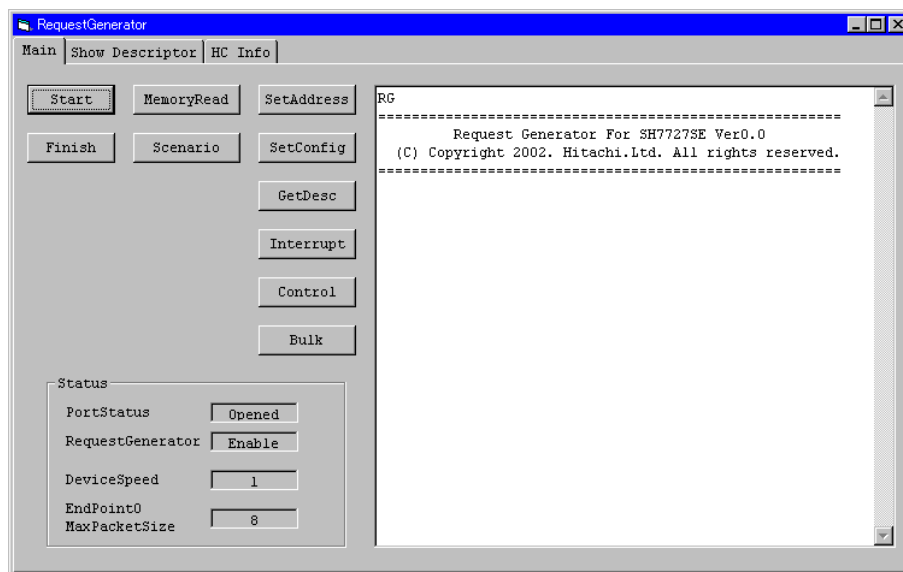 RequestGenerator
Main Show Descriptor HC Info
Start MemoryRead SetAddress
Finish Scenario SetConfig
GetDesc
Interrupt
Control
Bulk
RG
=======================================================
Request Generator For SH7727SE Ver0.0
(C) Copyright 2002. Hitachi.Ltd. All rights reserved.
=======================================================
Status
PortStatus Opened
RequestGenerator Enable
DeviceSpeed 1
EndPoint0
MaxPacketSize 8